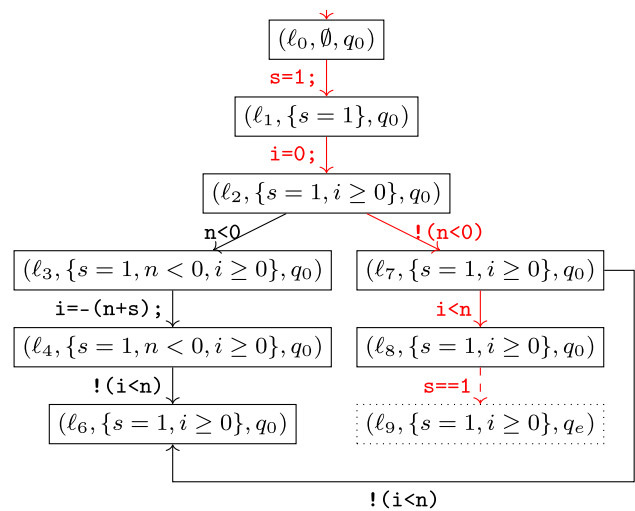 (ℓ₀, ∅, q₀)
s=1;
(ℓ₁, {s = 1}, q₀)
i=0;
(ℓ₂, {s = 1, i ≥ 0}, q₀)
n<0 !(n<0)
(ℓ₃, {s = 1, n < 0, i ≥ 0}, q₀) (ℓ₇, {s = 1, i ≥ 0}, q₀)
i=-(n+s); i<n
(ℓ₄, {s = 1, n < 0, i ≥ 0}, q₀) (ℓ₈, {s = 1, i ≥ 0}, q₀)
!(i<n) s==1
(ℓ₆, {s = 1, i ≥ 0}, q₀) (ℓ₉, {s = 1, i ≥ 0}, qₑ)
!(i<n)